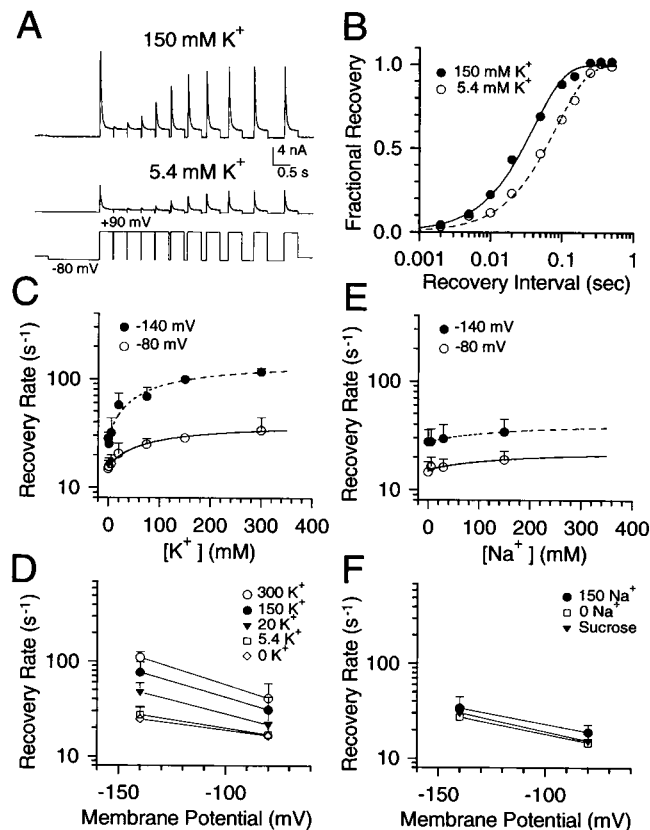 A
150 mM K+
4 nA
0.5 s
5.4 mM K+
+90 mV
-80 mV
B
150 mM K+
5.4 mM K+
Fractional Recovery
1.0
0.5
0.0
0.001
0.01
0.1
1
Recovery Interval (sec)
C
-140 mV
-80 mV
Recovery Rate (s-1)
100
10
0
100
200
300
400
[K+] (mM)
E
-140 mV
-80 mV
Recovery Rate (s-1)
100
10
0
100
200
300
400
[Na+] (mM)
D
300 K+
150 K+
20 K+
5.4 K+
0 K+
Recovery Rate (s-1)
100
10
-150
-100
Membrane Potential (mV)
F
150 Na+
0 Na+
Sucrose
Recovery Rate (s-1)
100
10
-150
-100
Membrane Potential (mV)